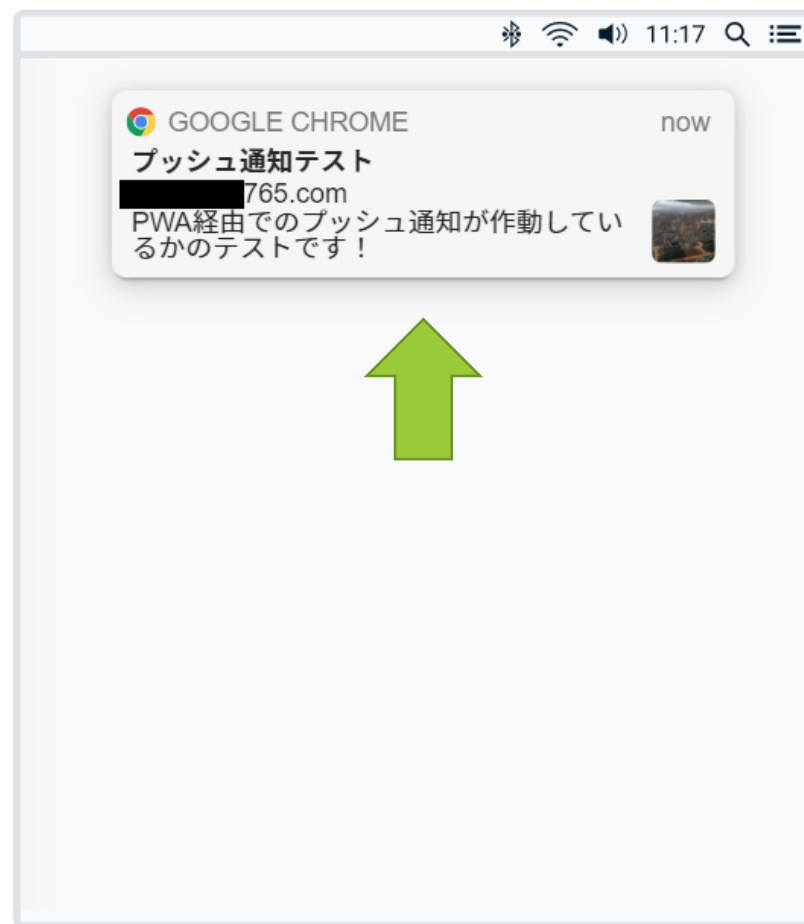 11:17
GOOGLE CHROME now
プッシュ通知テスト
765.com
PWA経由でのプッシュ通知が作動してい
るかのテストです！